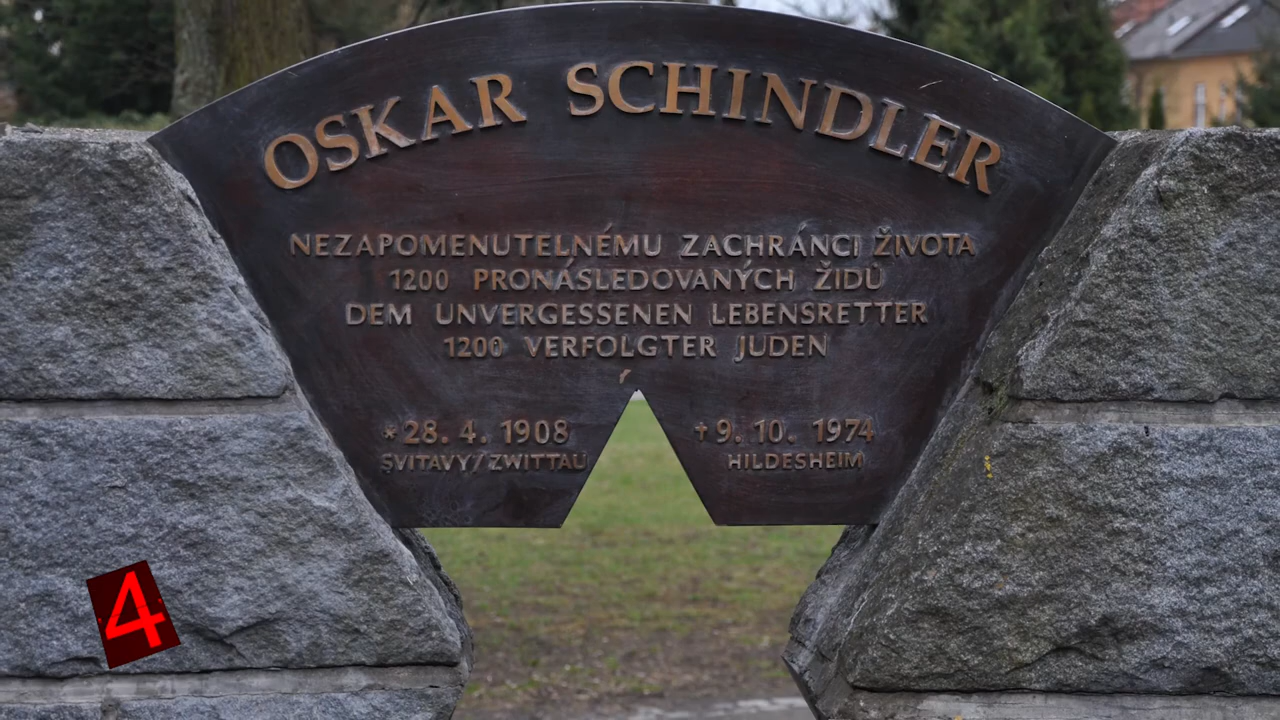 OSKAR SCHINDLER
NEZAPOMENUTELNÉMU ZACHRÁNCI ŽIVOTA
1200 PRONÁSLEDOVANÝCH ŽIDŮ
DEM UNVERGESSENEN LEBENSRETTER
1200 VERFOLGTER JUDEN
*28. 4. 1908
SVITAVY/ZWITTAU
†9. 10. 1974
HILDESHEIM
4